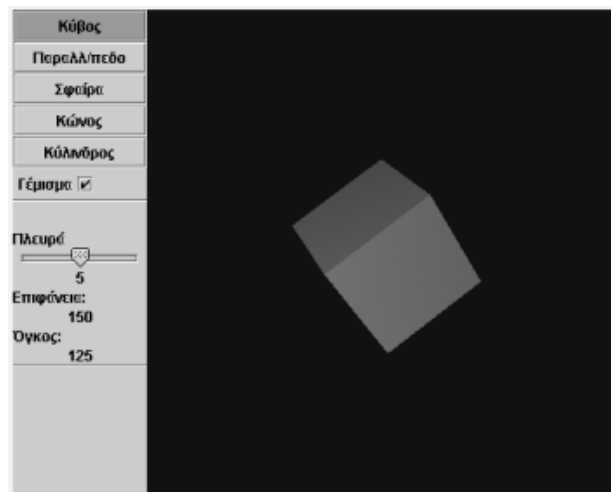 Κύβος
Παραλλ/πεδο
Σφαίρα
Κώνος
Κύλινδρος
Γέμισμα
Πλευρά
5
Επιφάνεια:
150
Όγκος:
125